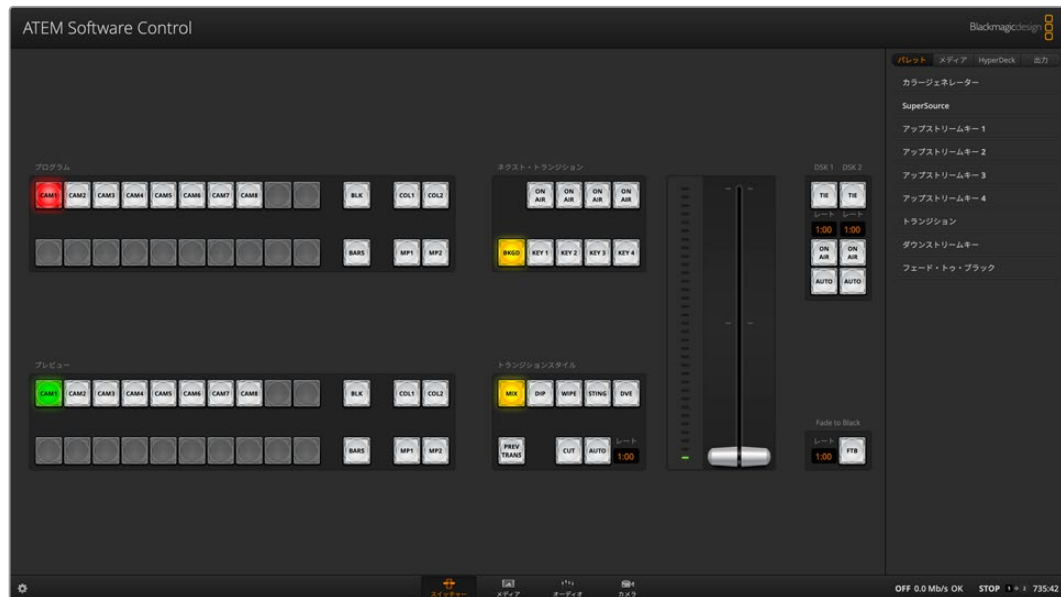 ATEM Software Control
Blackmagicdesign
パレット メディア HyperDeck 出力
カラージェネレーター
SuperSource
アップストリームキー 1
アップストリームキー 2
アップストリームキー 3
アップストリームキー 4
トランジション
ダウンストリームキー
フェード・トゥ・ブラック
プログラム
CAM1 CAM2 CAM3 CAM4 CAM5 CAM6 CAM7 CAM8 BLK COL1 COL2
BARS MP1 MP2
ネクスト・トランジション
ON AIR ON AIR ON AIR ON AIR
BKGD KEY 1 KEY 2 KEY 3 KEY 4
DSK 1 DSK 2
TIE TIE
レート レート
1:00 1:00
ON AIR ON AIR
AUTO AUTO
プレビュー
CAM1 CAM2 CAM3 CAM4 CAM5 CAM6 CAM7 CAM8 BLK COL1 COL2
BARS MP1 MP2
トランジションスタイル
MIX DIP WIPE STING DVE
PREV TRANS CUT AUTO レート 1:00
Fade to Black
レート
1:00 FTB
スイッチャー メディア オーディオ カメラ
OFF 0.0 Mb/s OK STOP 1 2 735:42